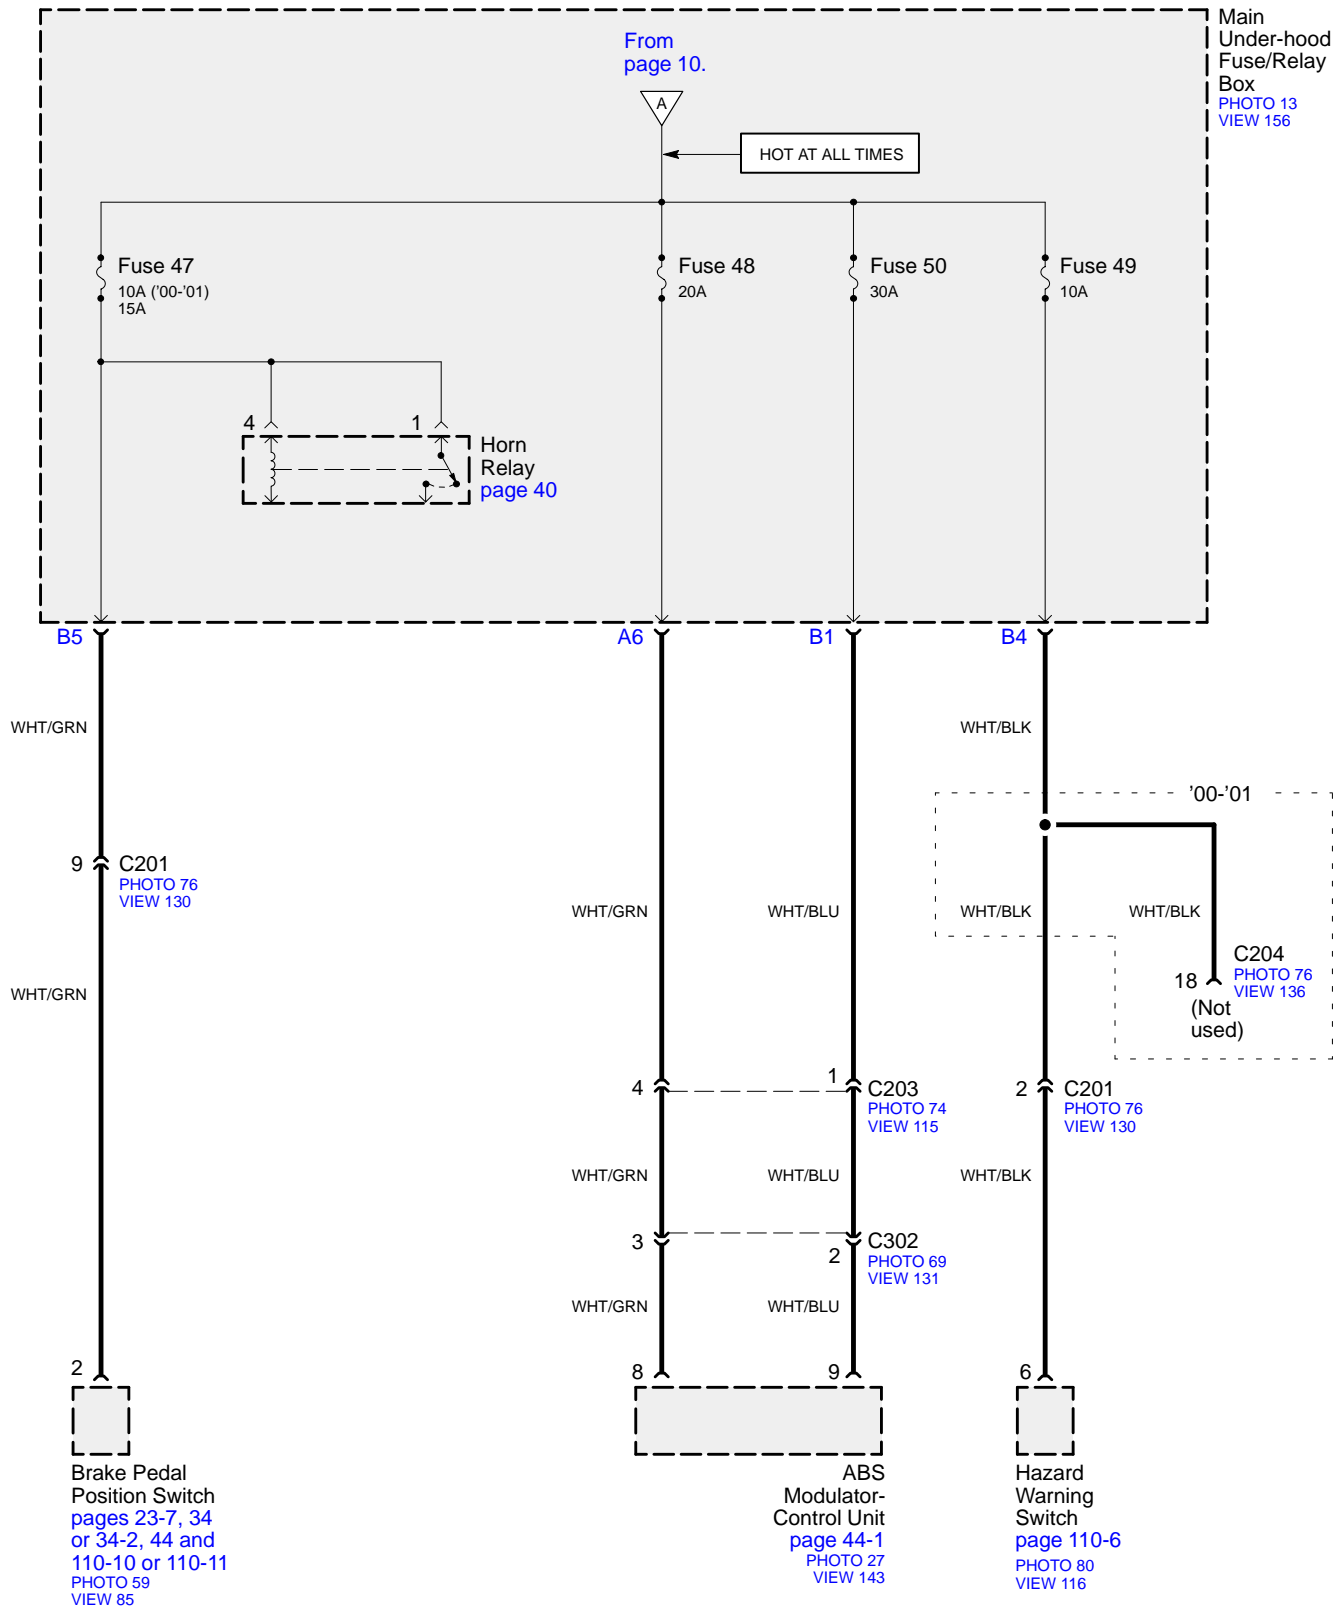 Main
Under-hood
Fuse/Relay
Box
PHOTO 13
VIEW 156
From
page 10.
A
HOT AT ALL TIMES
Fuse 47
10A ('00-'01)
15A
Fuse 48
20A
Fuse 50
30A
Fuse 49
10A
4
1
Horn
Relay
page 40
B5
A6
B1
B4
WHT/GRN
WHT/BLK
’00-’01
9
C201
PHOTO 76
VIEW 130
WHT/GRN
WHT/BLU
WHT/BLK
WHT/BLK
C204
PHOTO 76
VIEW 136
18
(Not
used)
WHT/GRN
4
1
C203
PHOTO 74
VIEW 115
2
C201
PHOTO 76
VIEW 130
WHT/GRN
WHT/BLU
WHT/BLK
3
2
C302
PHOTO 69
VIEW 131
WHT/GRN
WHT/BLU
2
8
9
6
Brake Pedal
Position Switch
pages 23-7, 34
or 34-2, 44 and
110-10 or 110-11
PHOTO 59
VIEW 85
ABS
Modulator-
Control Unit
page 44-1
PHOTO 27
VIEW 143
Hazard
Warning
Switch
page 110-6
PHOTO 80
VIEW 116